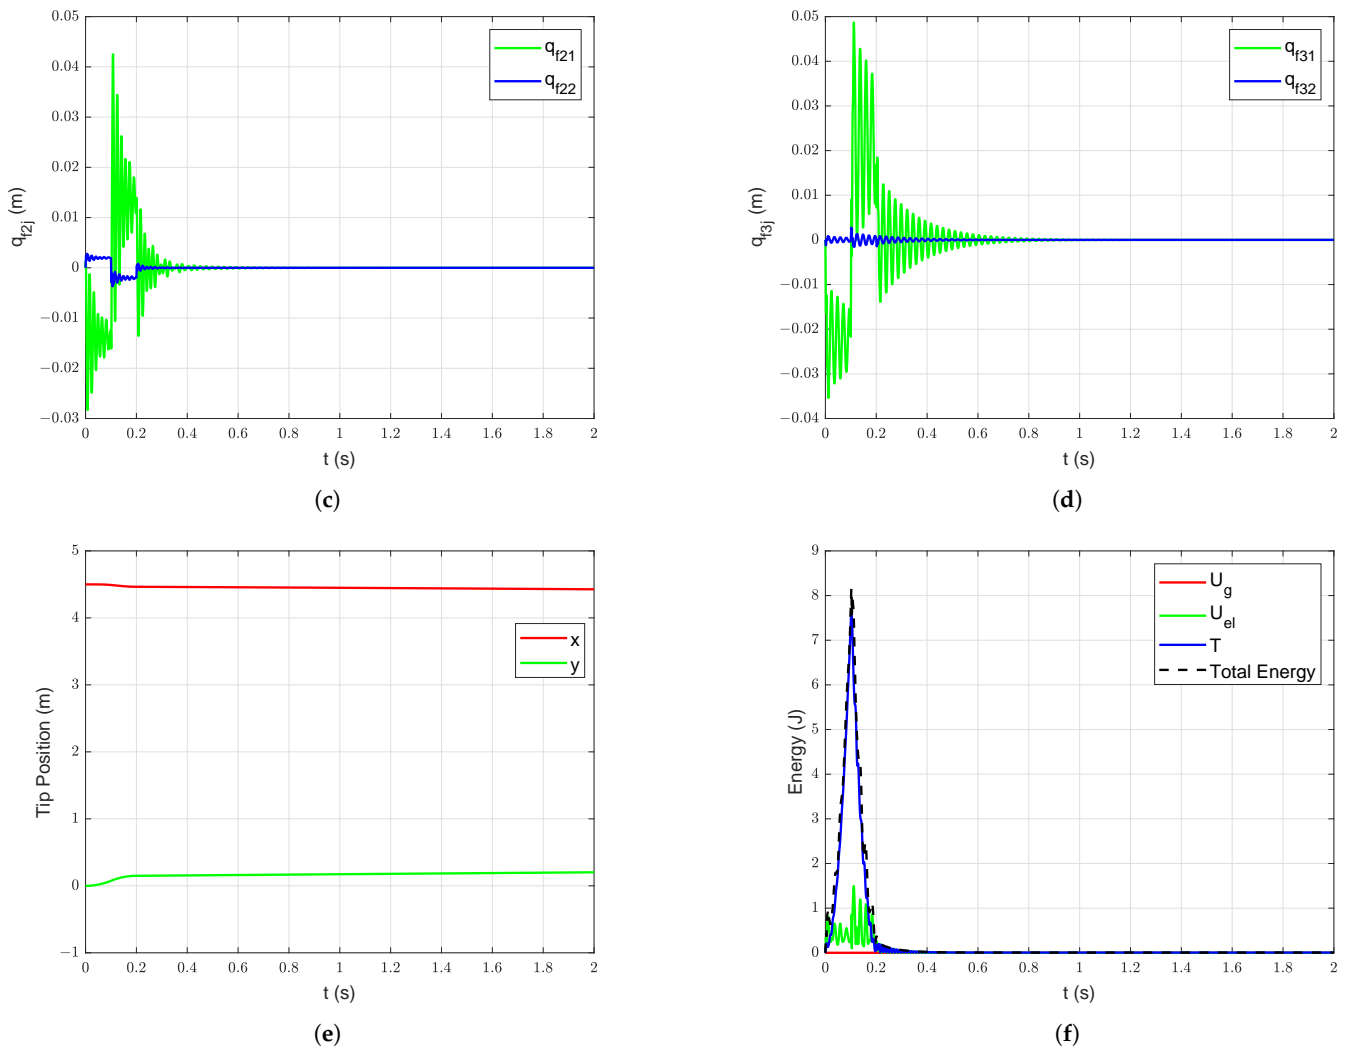 0.05
0.04
0.03
0.02
0.01
0
−0.01
−0.02
−0.03
q_f2j (m)
q_f21
q_f22
0 0.2 0.4 0.6 0.8 1 1.2 1.4 1.6 1.8 2
t (s)
(c)
0.05
0.04
0.03
0.02
0.01
0
−0.01
−0.02
−0.03
−0.04
q_f3j (m)
q_f31
q_f32
0 0.2 0.4 0.6 0.8 1 1.2 1.4 1.6 1.8 2
t (s)
(d)
5
4
3
2
1
0
−1
Tip Position (m)
x
y
0 0.2 0.4 0.6 0.8 1 1.2 1.4 1.6 1.8 2
t (s)
(e)
9
8
7
6
5
4
3
2
1
0
Energy (J)
U_g
U_el
T
Total Energy
0 0.2 0.4 0.6 0.8 1 1.2 1.4 1.6 1.8 2
t (s)
(f)